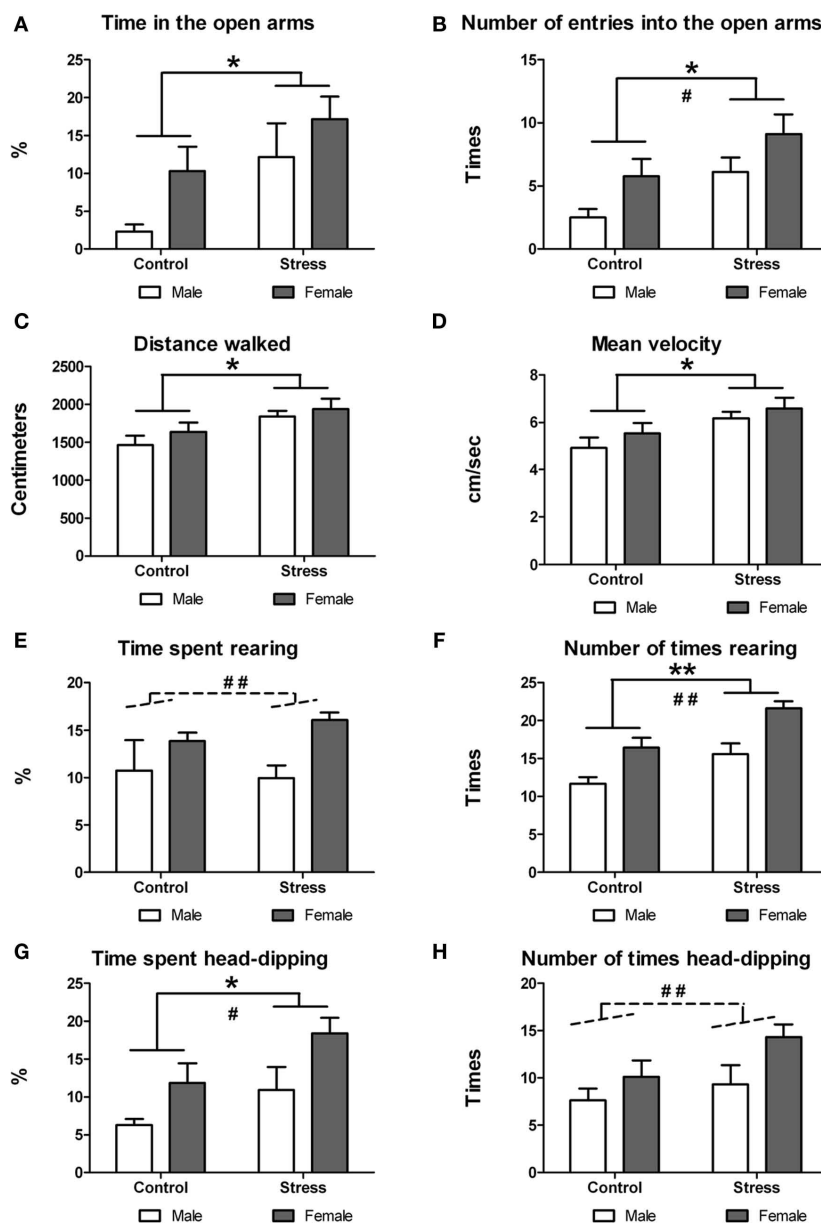 A Time in the open arms
25
20
15
10
5
0
%
*
Control Stress
Male Female
B Number of entries into the open arms
15
10
5
0
Times
*
#
Control Stress
Male Female
C Distance walked
2500
2000
1500
1000
500
0
Centimeters
*
Control Stress
Male Female
D Mean velocity
8
6
4
2
0
cm/sec
*
Control Stress
Male Female
E Time spent rearing
20
15
10
5
0
%
# #
Control Stress
Male Female
F Number of times rearing
25
20
15
10
5
0
Times
**
# #
Control Stress
Male Female
G Time spent head-dipping
25
20
15
10
5
0
%
*
#
Control Stress
Male Female
H Number of times head-dipping
20
15
10
5
0
Times
# #
Control Stress
Male Female